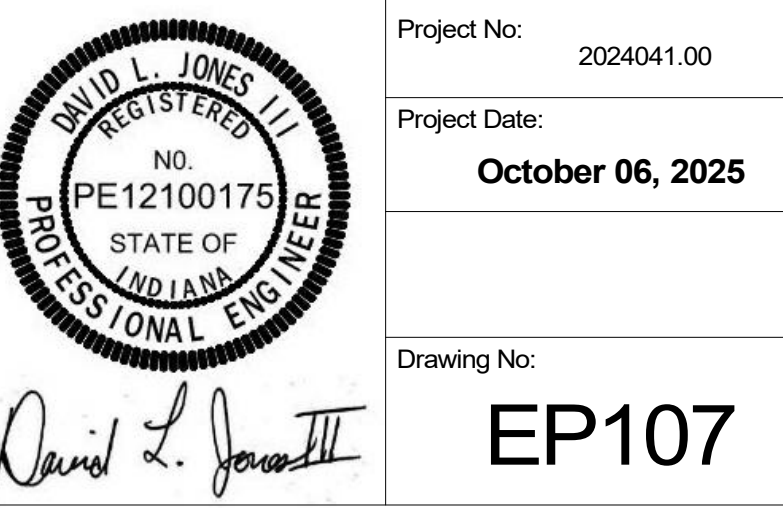 DAVID L. JONES III
REGISTERED
NO.
PE12100175
STATE OF
INDIANA
PROFESSIONAL ENGINEER
David L. Jones III
Project No:
2024041.00
Project Date:
October 06, 2025
Drawing No:
EP107